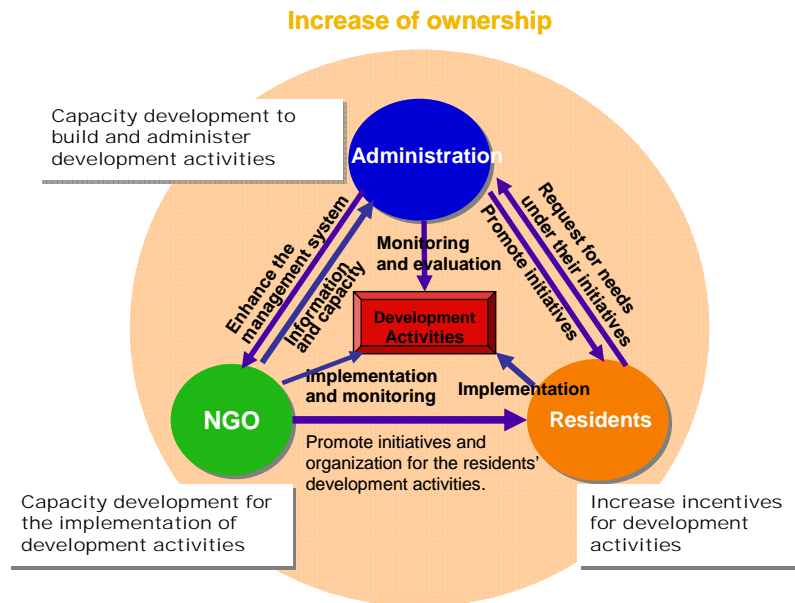 Increase of ownership
Capacity development to
build and administer
development activities
Administration
Enhance the
management system
Information
and capacity
Monitoring
and evaluation
Promote initiatives
Request for needs
under their initiatives
Development
Activities
Implementation
and monitoring
Implementation
NGO
Residents
Promote initiatives and
organization for the residents'
development activities.
Capacity development for
the implementation of
development activities
Increase incentives
for development
activities